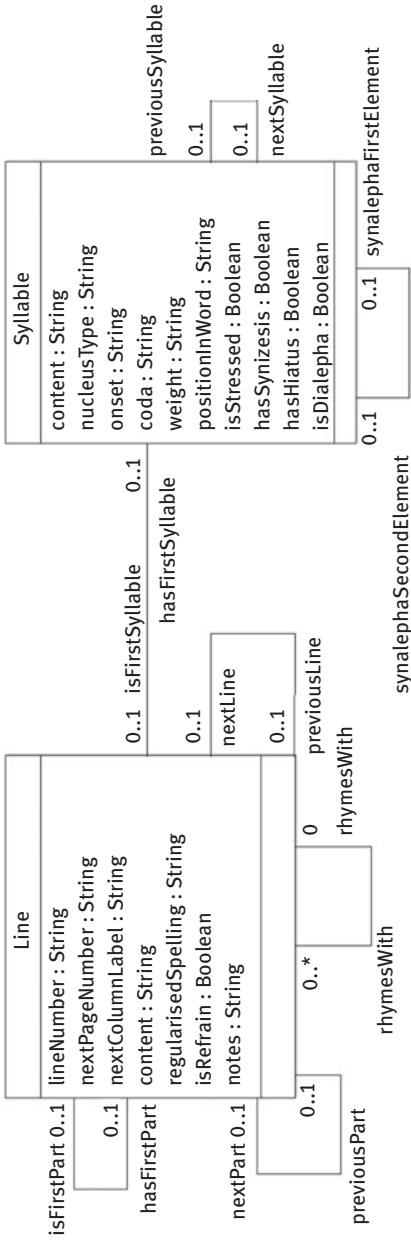 Line
lineNumber : String
nextPageNumber : String
nextColumnLabel : String
content : String
regularisedSpelling : String
isRefrain : Boolean
notes : String
isFirstPart 0..1
0..1
hasFirstPart
nextPart 0..1
0..1
previousPart
0..*
rhymesWith
0
rhymesWith
0..1
nextLine
0..1
previousLine
0..1 isFirstSyllable
0..1
hasFirstSyllable
Syllable
content : String
nucleusType : String
onset : String
coda : String
weight : String
positionInWord : String
isStressed : Boolean
hasSynizesis : Boolean
hasHiatus : Boolean
isDialepha : Boolean
previousSyllable
0..1
0..1
nextSyllable
0..1
synalephaSecondElement
0..1
synalephaFirstElement